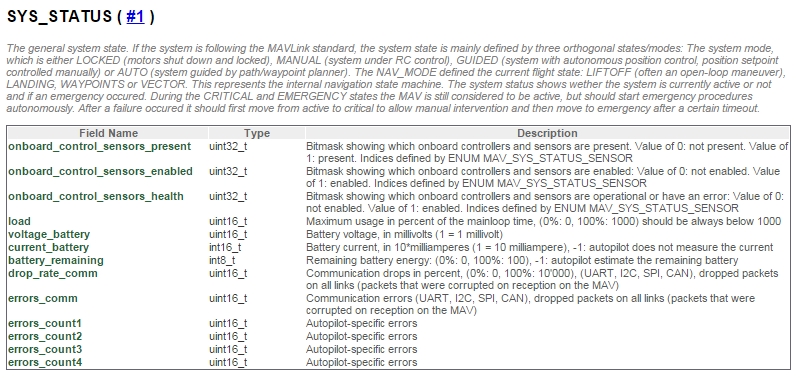 SYS_STATUS ( #1 )
The general system state. If the system is following the MAVLink standard, the system state is mainly defined by three orthogonal states/modes: The system mode,
which is either LOCKED (motors shut down and locked), MANUAL (system under RC control), GUIDED (system with autonomous position control, position setpoint
controlled manually) or AUTO (system guided by path/waypoint planner). The NAV_MODE defined the current flight state: LIFTOFF (often an open-loop maneuver),
LANDING, WAYPOINTS or VECTOR. This represents the internal navigation state machine. The system status shows wether the system is currently active or not
and if an emergency occured. During the CRITICAL and EMERGENCY states the MAV is still considered to be active, but should start emergency procedures
autonomously. After a failure occured it should first move from active to critical to allow manual intervention and then move to emergency after a certain timeout.
Field Name Type Description
onboard_control_sensors_present uint32_t Bitmask showing which onboard controllers and sensors are present. Value of 0: not present. Value of
1: present. Indices defined by ENUM MAV_SYS_STATUS_SENSOR
onboard_control_sensors_enabled uint32_t Bitmask showing which onboard controllers and sensors are enabled: Value of 0: not enabled. Value
of 1: enabled. Indices defined by ENUM MAV_SYS_STATUS_SENSOR
onboard_control_sensors_health uint32_t Bitmask showing which onboard controllers and sensors are operational or have an error: Value of 0:
not enabled. Value of 1: enabled. Indices defined by ENUM MAV_SYS_STATUS_SENSOR
load uint16_t Maximum usage in percent of the mainloop time, (0%: 0, 100%: 1000) should be always below 1000
voltage_battery uint16_t Battery voltage, in millivolts (1 = 1 millivolt)
current_battery int16_t Battery current, in 10*milliamperes (1 = 10 milliampere), -1: autopilot does not measure the current
battery_remaining int8_t Remaining battery energy: (0%: 0, 100%: 100), -1: autopilot estimate the remaining battery
drop_rate_comm uint16_t Communication drops in percent, (0%: 0, 100%: 10'000), (UART, I2C, SPI, CAN), dropped packets
on all links (packets that were corrupted on reception on the MAV)
errors_comm uint16_t Communication errors (UART, I2C, SPI, CAN), dropped packets on all links (packets that were
corrupted on reception on the MAV)
errors_count1 uint16_t Autopilot-specific errors
errors_count2 uint16_t Autopilot-specific errors
errors_count3 uint16_t Autopilot-specific errors
errors_count4 uint16_t Autopilot-specific errors